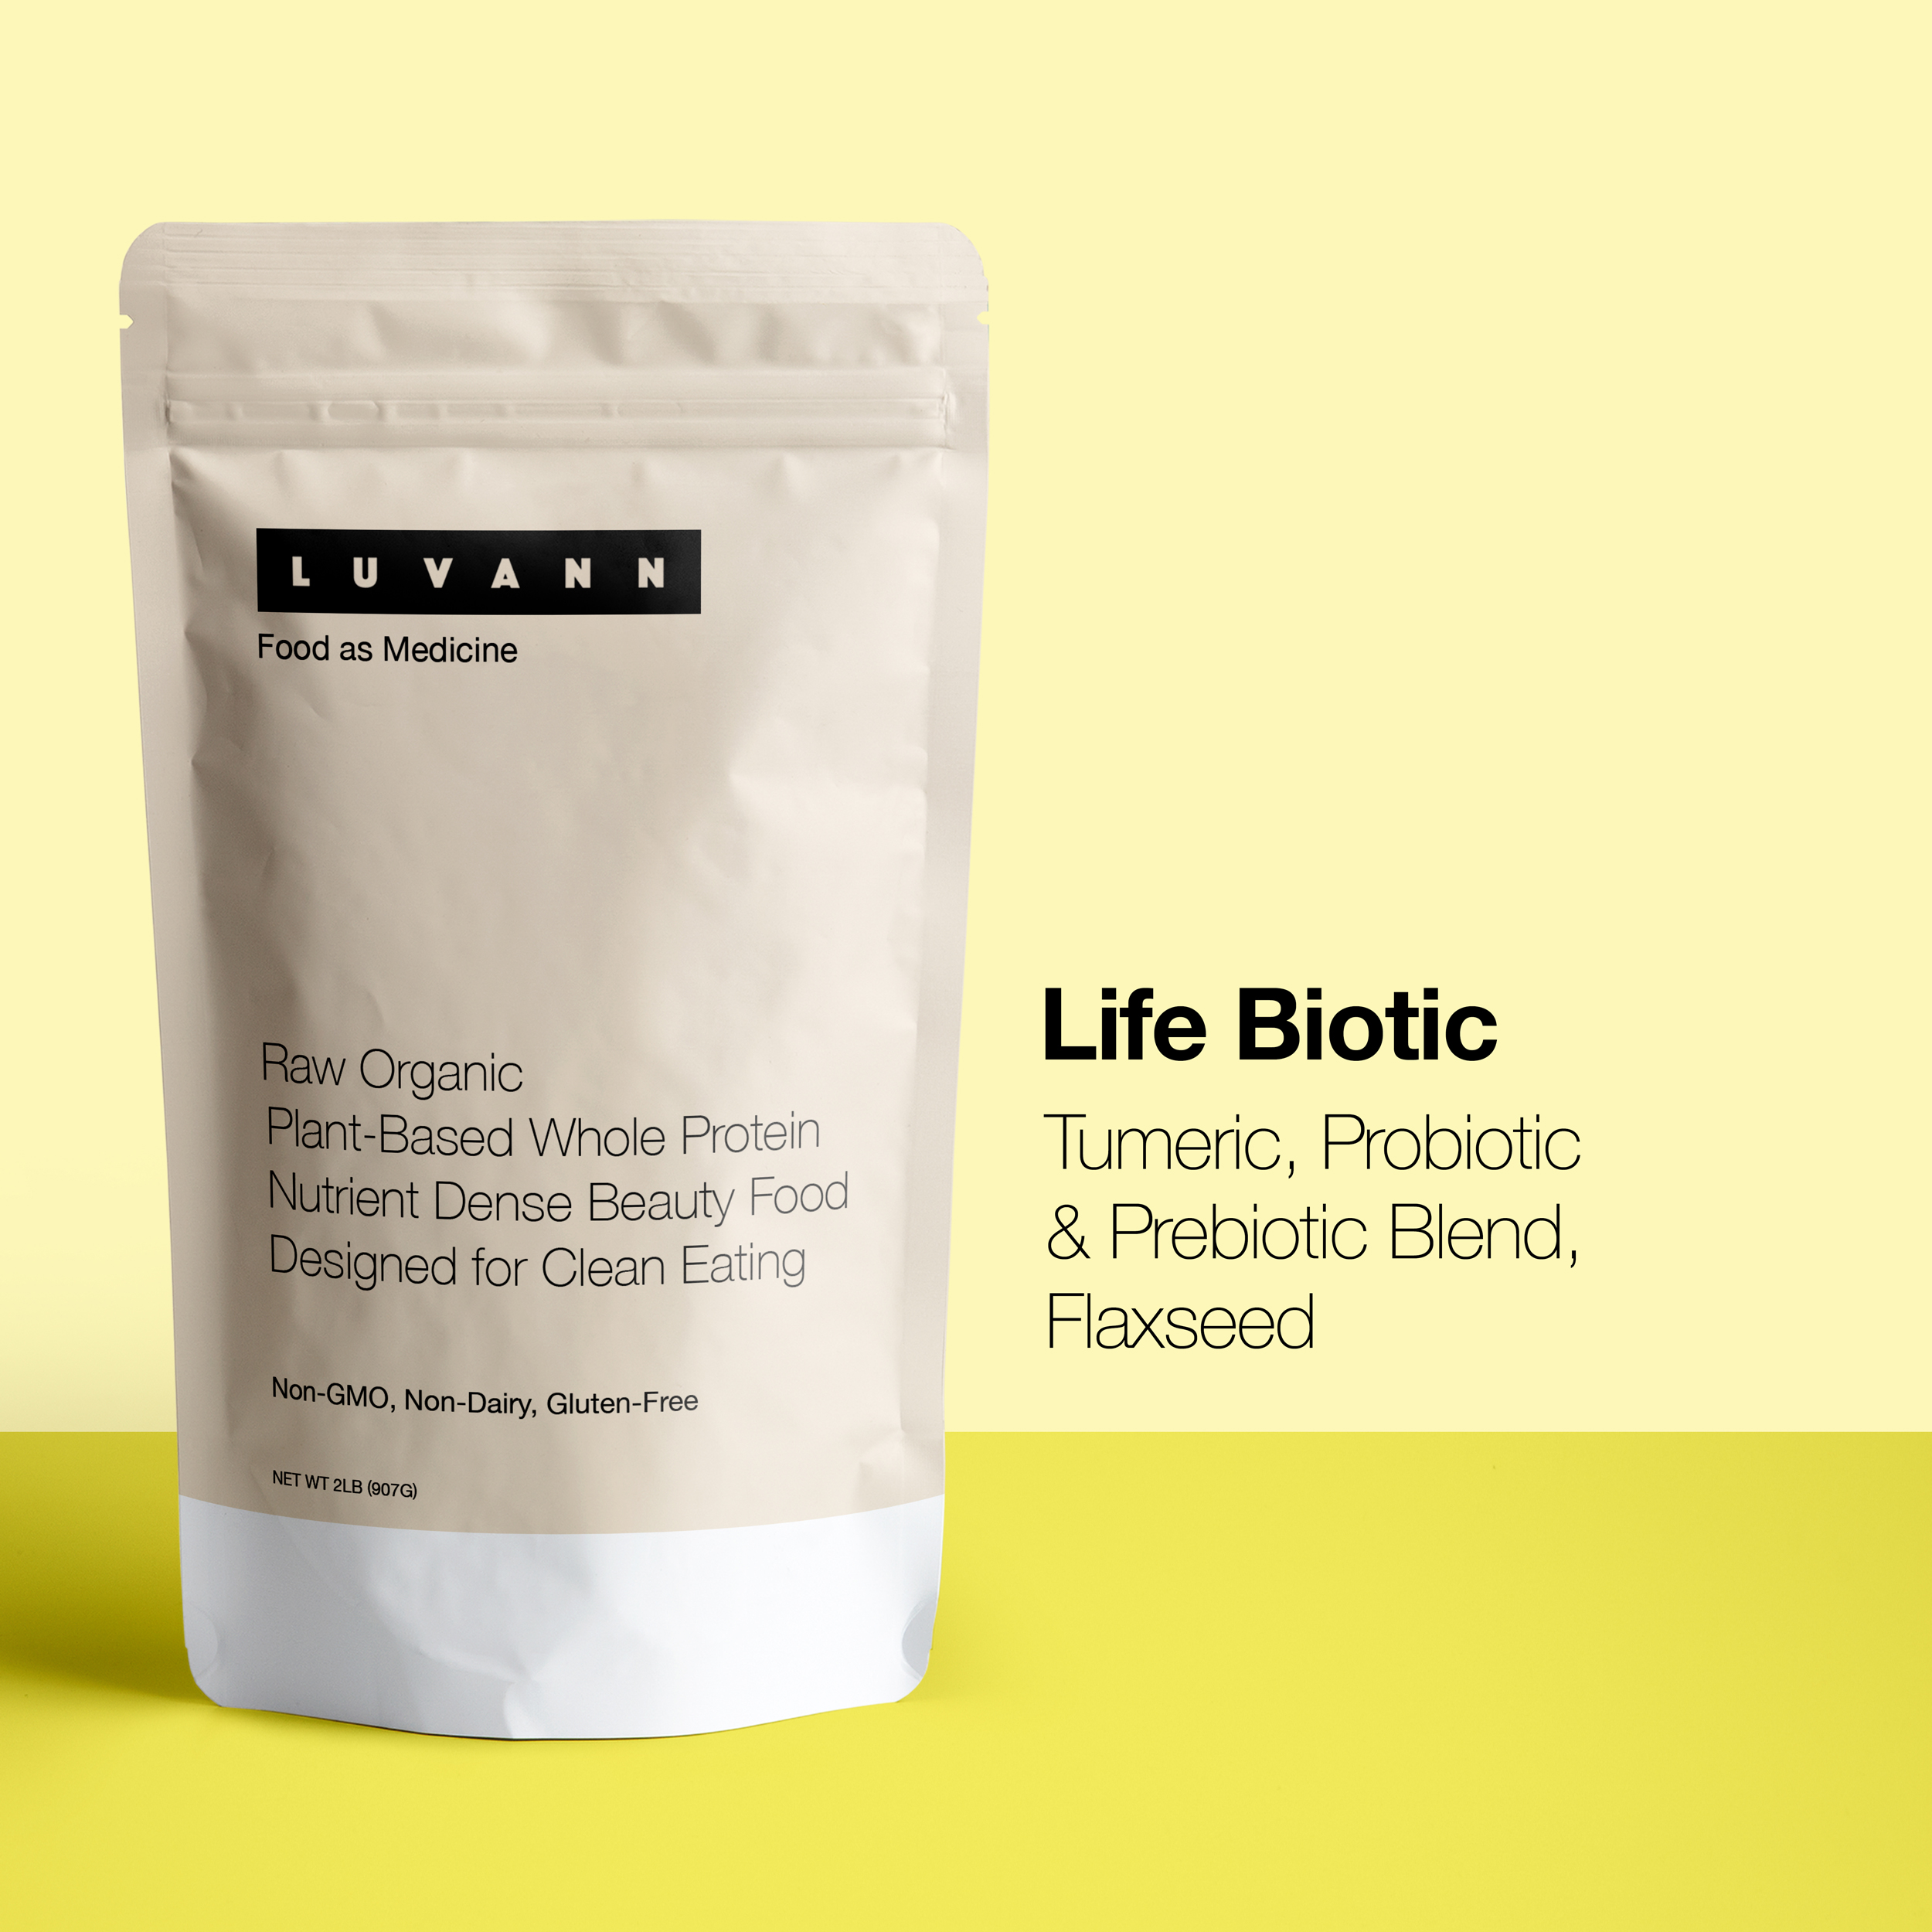 LUVANN
Food as Medicine
Raw Organic
Plant-Based Whole Protein
Nutrient Dense Beauty Food
Designed for Clean Eating
Non-GMO, Non-Dairy, Gluten-Free
NET WT 2LB (907G)
Life Biotic
Tumeric, Probiotic
& Prebiotic Blend,
Flaxseed